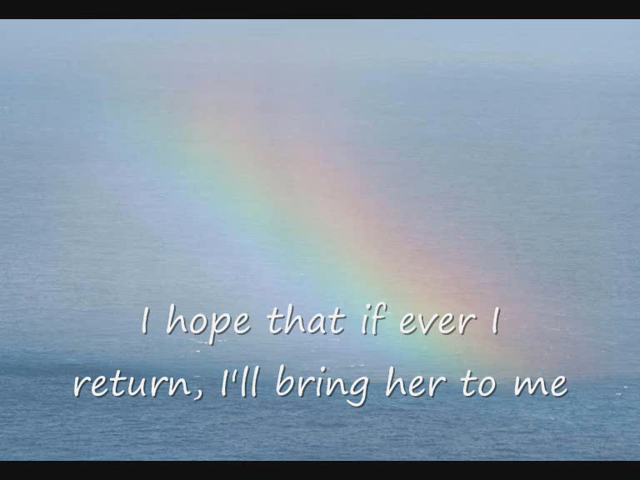 I hope that if ever I
return, I'll bring her to me